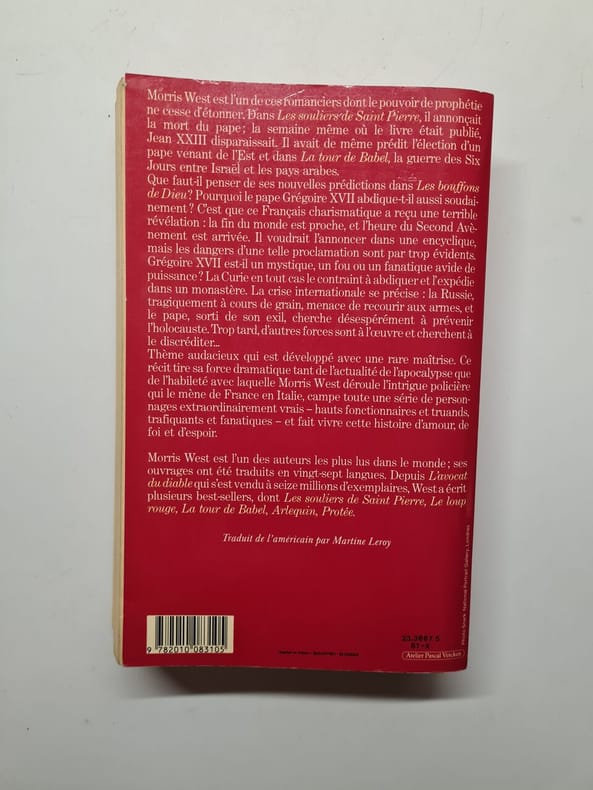 Morris West est l'un de ces romanciers dont le pouvoir de prophétie
ne cesse d'étonner. Dans Les souliers de Saint Pierre, il annonçait
la mort du pape ; la semaine même où le livre était publié,
Jean XXIII disparaissait. Il avait de même prédit l'élection d'un
pape venant de l'Est et dans La tour de Babel, la guerre des Six
Jours entre Israël et les pays arabes.
Que faut-il penser de ses nouvelles prédictions dans Les bouffons
de Dieu ? Pourquoi le pape Grégoire XVII abdique-t-il aussi soudai-
nement ? C'est que ce Français charismatique a reçu une terrible
révélation : la fin du monde est proche, et l'heure du Second Avè-
nement est arrivée. Il voudrait l'annoncer dans une encyclique,
mais les dangers d'une telle proclamation sont par trop évidents.
Grégoire XVII est-il un mystique, un fou ou un fanatique avide de
puissance ? La Curie en tout cas le contraint à abdiquer et l'expédie
dans un monastère. La crise internationale se précise : la Russie,
tragiquement à cours de grain, menace de recourir aux armes, et
le pape, sorti de son exil, cherche désespérément à prévenir
l'holocauste. Trop tard, d'autres forces sont à l'œuvre et cherchent à
le discréditer...
Thème audacieux qui est développé avec une rare maîtrise. Ce
récit tire sa force dramatique tant de l'actualité de l'apocalypse que
de l'habileté avec laquelle Morris West déroule l'intrigue policière
qui le mène de France en Italie, campe toute une série de person-
nages extraordinairement vrais – hauts fonctionnaires et truands,
trafiquants et fanatiques – et fait vivre cette histoire d'amour, de
foi et d'espoir.
Morris West est l'un des auteurs les plus lus dans le monde ; ses
ouvrages ont été traduits en vingt-sept langues. Depuis L'avocat
du diable qui s'est vendu à seize millions d'exemplaires, West a écrit
plusieurs best-sellers, dont Les souliers de Saint Pierre, Le loup
rouge, La tour de Babel, Arlequin, Protée.
Traduit de l'américain par Martine Leroy
National Portrait Gallery, Londres
9 782010 083105
23.3667.5
Atelier Pascal Vercken